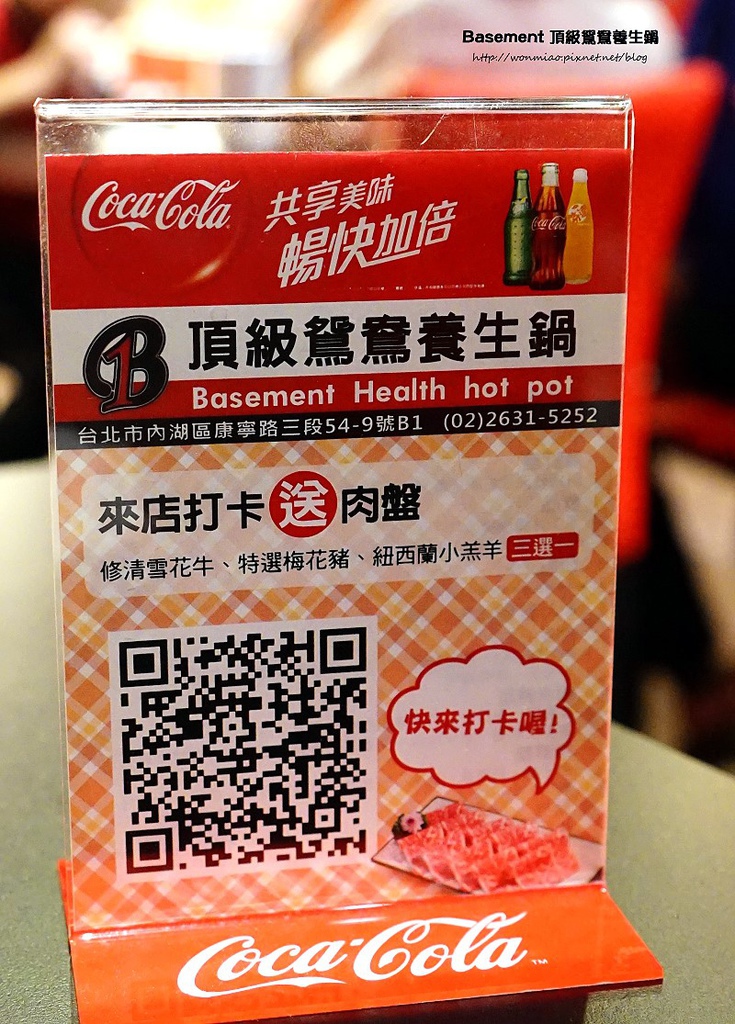 Basement 頂級鴛鴦養生鍋
http://wonmiao.pixnet.net/blog
Coca-Cola
共享美味
暢快加倍
Coca-Cola
B1
頂級鴛鴦養生鍋
Basement Health hot pot
台北市內湖區康寧路三段54-9號B1 (02)2631-5252
來店打卡送肉盤
修清雪花牛、特選梅花豬、紐西蘭小羔羊 三選一
快來打卡喔!
Coca-Cola™